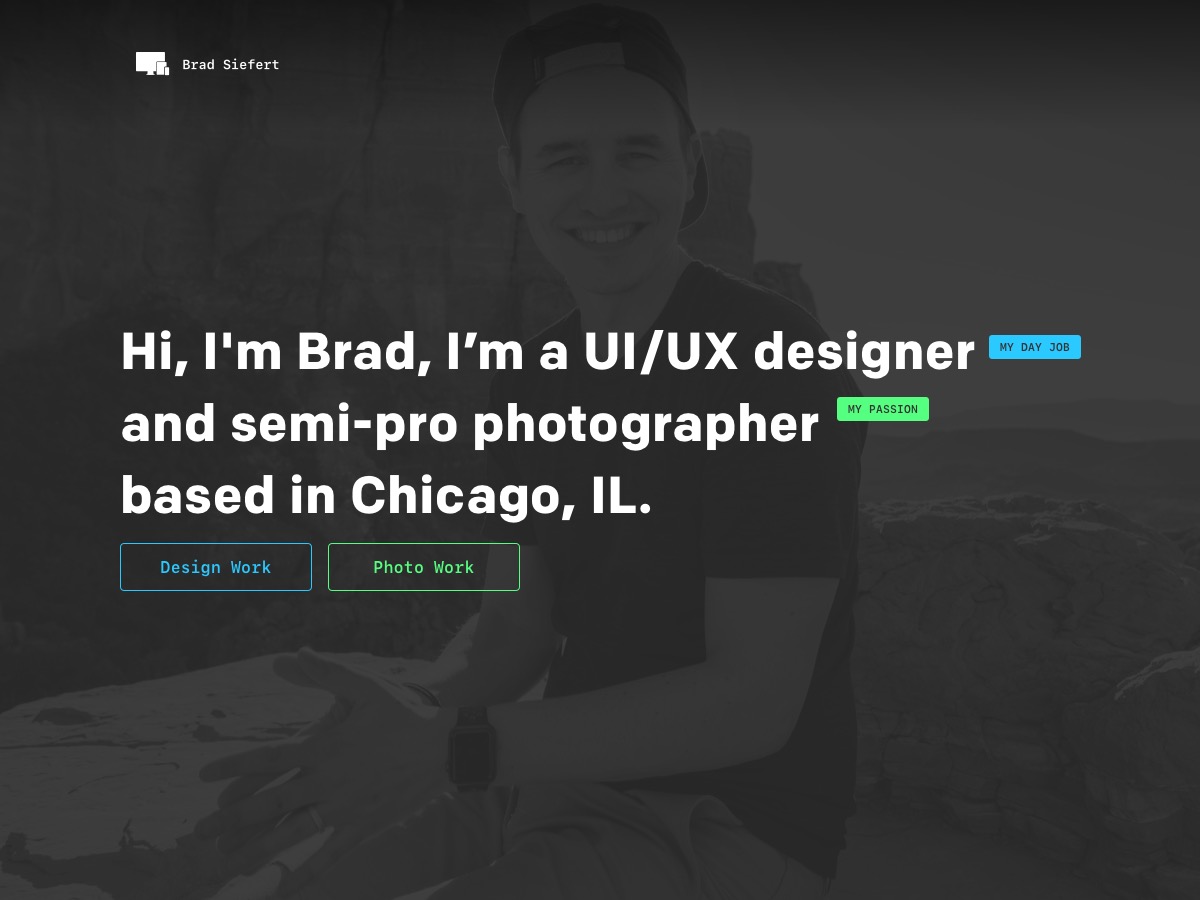 Brad Siefert
Hi, I'm Brad, I’m a UI/UX designer MY DAY JOB
and semi-pro photographer MY PASSION
based in Chicago, IL.
Design Work Photo Work